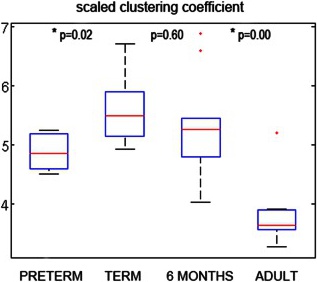 scaled clustering coefficient
* p=0.02 p=0.60 * p=0.00
7
6
5
4
PRETERM TERM 6 MONTHS ADULT